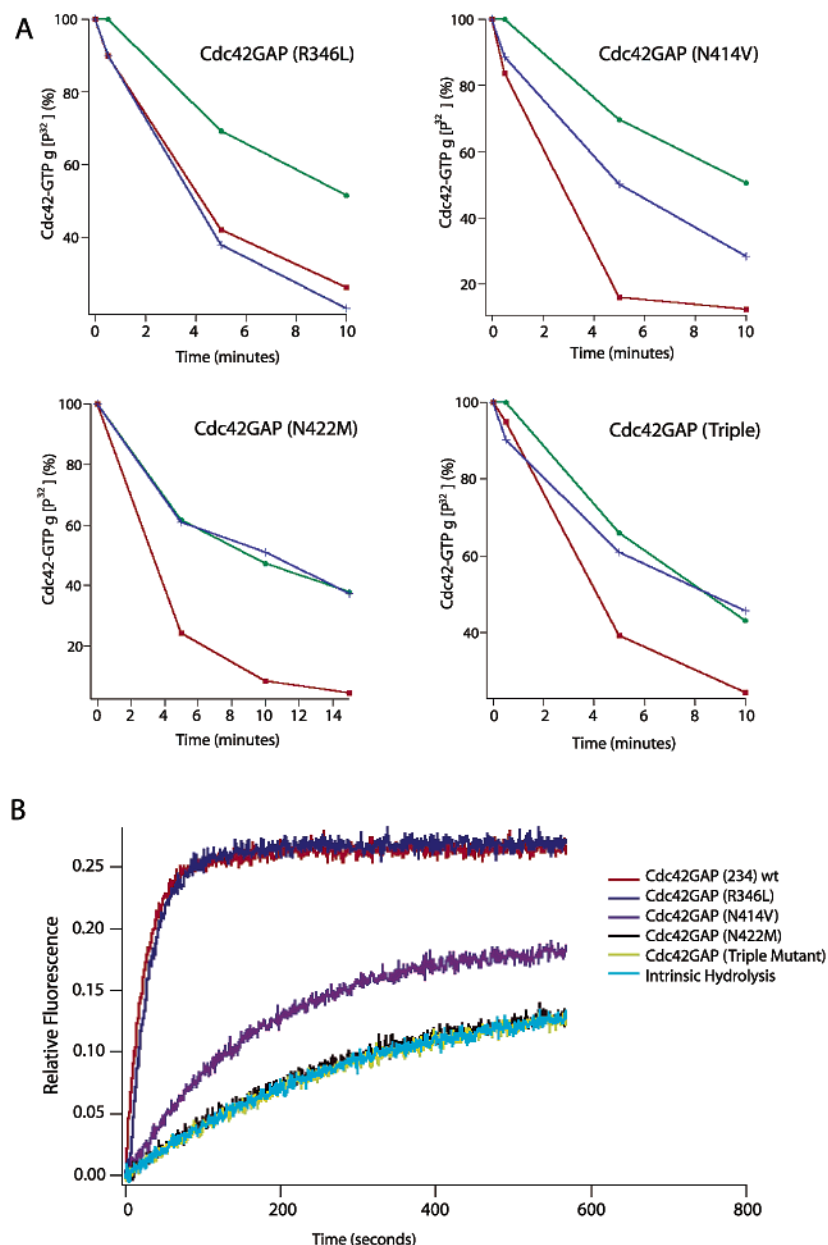 A
Cdc42GAP (R346L)
Cdc42-GTP g [P32] (%)
100
80
60
40
0 2 4 6 8 10
Time (minutes)
Cdc42GAP (N414V)
Cdc42-GTP g [P32] (%)
100
80
60
40
20
0 2 4 6 8 10
Time (minutes)
Cdc42GAP (N422M)
Cdc42-GTP g [P32] (%)
100
80
60
40
20
0 2 4 6 8 10 12 14
Time (minutes)
Cdc42GAP (Triple)
Cdc42-GTP g [P32] (%)
100
80
60
40
0 2 4 6 8 10
Time (minutes)
B
Relative Fluorescence
0.25
0.20
0.15
0.10
0.05
0.00
0 200 400 600 800
Time (seconds)
Cdc42GAP (234) wt
Cdc42GAP (R346L)
Cdc42GAP (N414V)
Cdc42GAP (N422M)
Cdc42GAP (Triple Mutant)
Intrinsic Hydrolysis